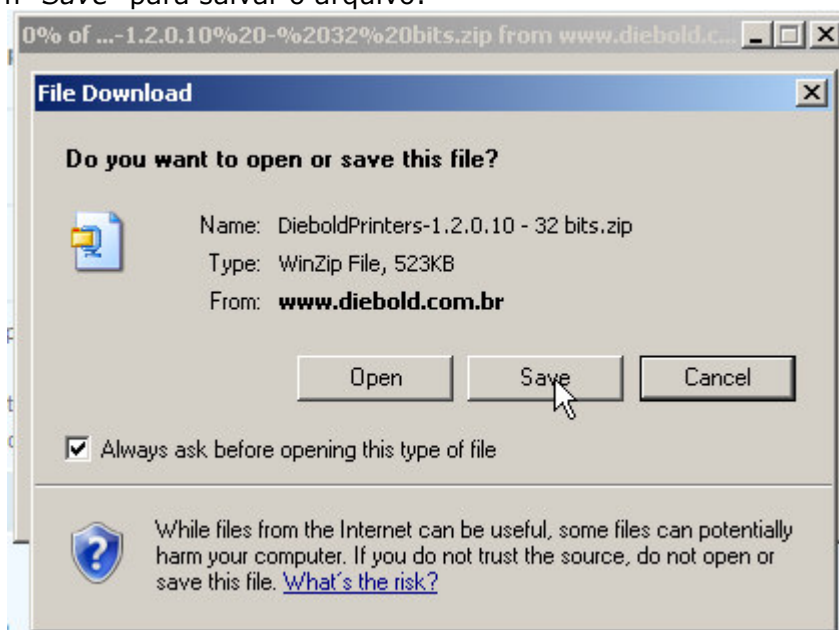 "Save" para salvar o arquivo.
0% of ...-1.2.0.10%20-%2032%20bits.zip from www.diebold.c...
File Download
Do you want to open or save this file?
Name: DieboldPrinters-1.2.0.10 - 32 bits.zip
Type: WinZip File, 523KB
From: www.diebold.com.br
Open Save Cancel
Always ask before opening this type of file
While files from the Internet can be useful, some files can potentially
harm your computer. If you do not trust the source, do not open or
save this file. What´s the risk?